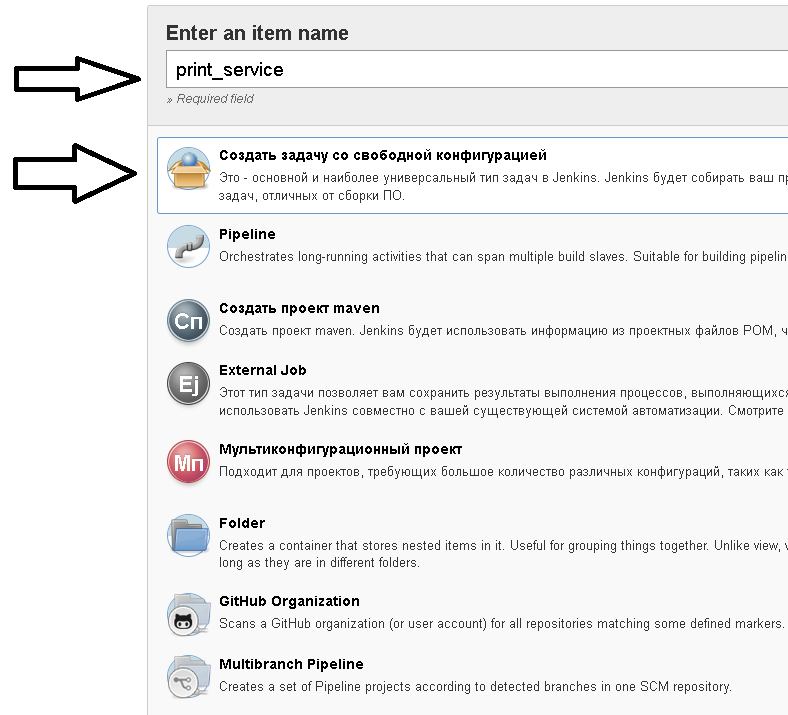 Enter an item name
print_service
» Required field
Создать задачу со свободной конфигурацией
Это - основной и наиболее универсальный тип задач в Jenkins. Jenkins будет собирать ваш
задач, отличных от сборки ПО.
Pipeline
Orchestrates long-running activities that can span multiple build slaves. Suitable for building
Сп
Создать проект maven
Создать проект maven. Jenkins будет использовать информацию из проектных файлов POM,
Ej
External Job
Этот тип задачи позволяет вам сохранить результаты выполнения процессов,
использовать Jenkins совместно с вашей существующей системой автоматизации. Смотрите
Мп
Мультиконфигурационный проект
Подходит для проектов, требующих большое количество различных конфигураций, таких как
Folder
Creates a container that stores nested items in it. Useful for grouping things together. Unlike view,
long as they are in different folders.
GitHub Organization
Scans a GitHub organization (or user account) for all repositories matching some defined markers.
Multibranch Pipeline
Creates a set of Pipeline projects according to detected branches in one SCM repository.